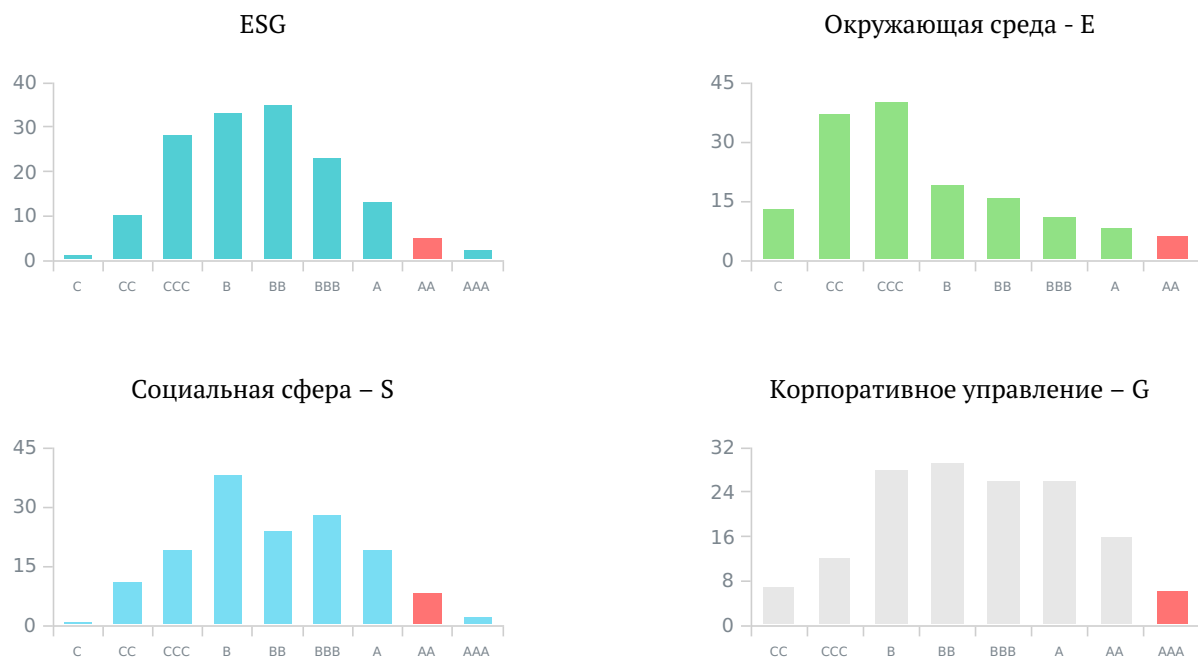 ESG
40
30
20
10
0
C CC CCC B BB BBB A AA AAA
Окружающая среда - E
45
30
15
0
C CC CCC B BB BBB A AA
Социальная сфера – S
45
30
15
0
C CC CCC B BB BBB A AA AAA
Корпоративное управление – G
32
24
16
8
0
CC CCC B BB BBB A AA AAA